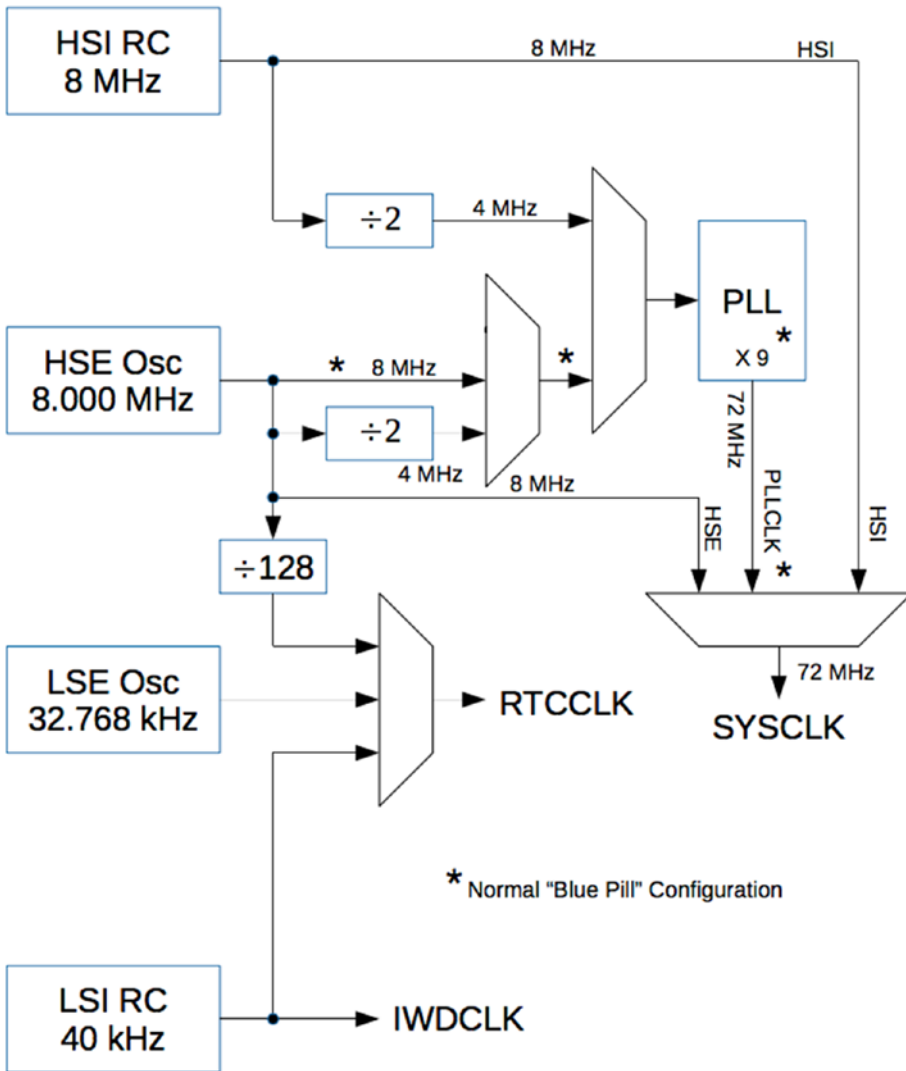 HSI RC
8 MHz
8 MHz
HSI
÷2
4 MHz
PLL
*
X 9
HSE Osc
8.000 MHz
* 8 MHz
*
÷2
4 MHz
8 MHz
72 MHz
PLLCLK
*
HSE
HSI
÷128
LSE Osc
32.768 kHz
RTCCLK
72 MHz
SYSCLK
* Normal "Blue Pill" Configuration
LSI RC
40 kHz
IWDCLK